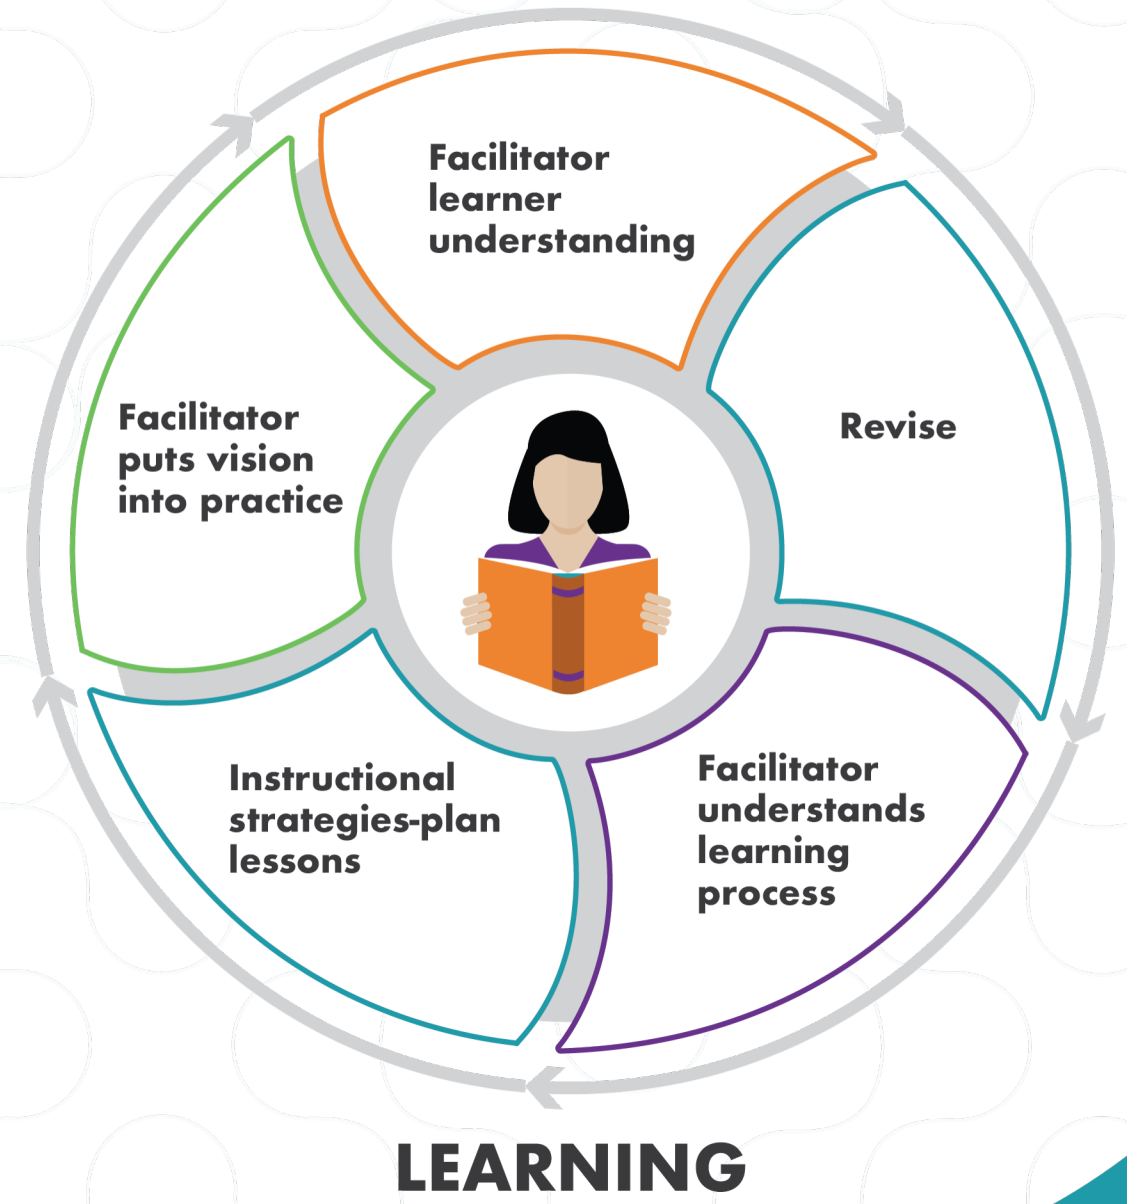 Facilitator
learner
understanding
Revise
Facilitator
puts vision
into practice
Facilitator
understands
learning
process
Instructional
strategies-plan
lessons
LEARNING